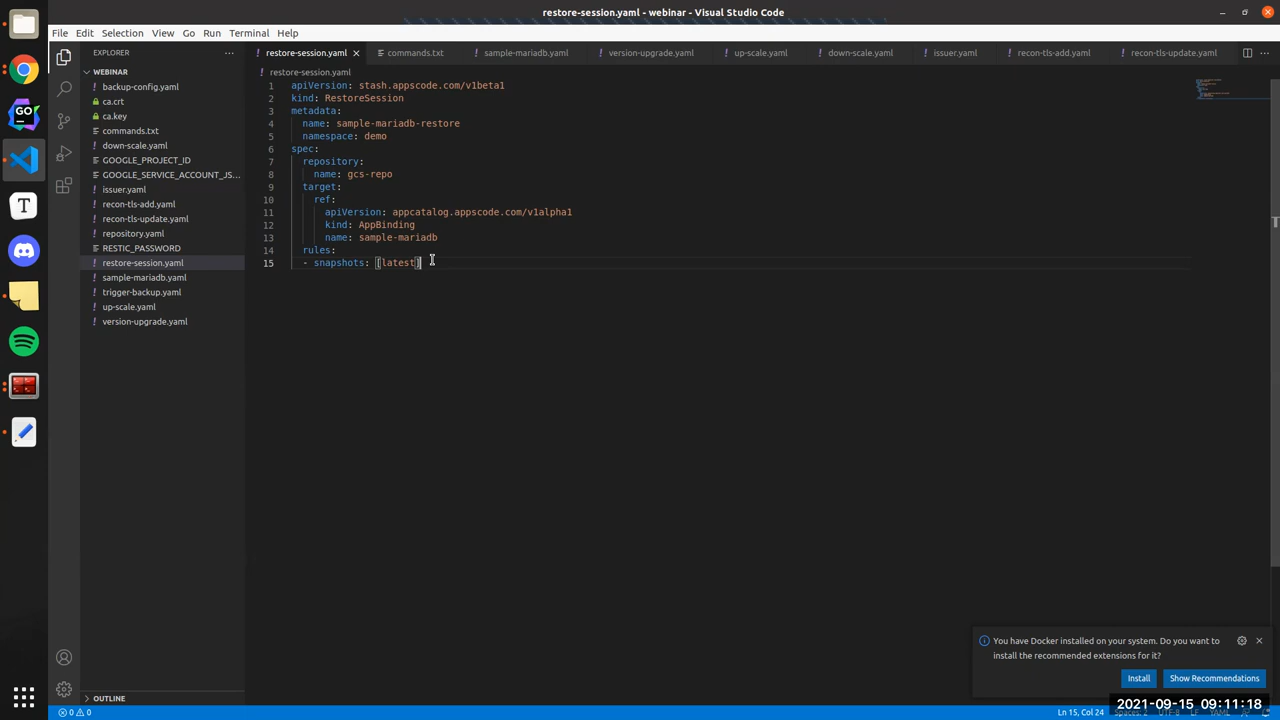 restore-session.yaml - webinar - Visual Studio Code
File Edit Selection View Go Run Terminal Help
EXPLORER
restore-session.yaml commands.txt sample-mariadb.yaml version-upgrade.yaml up-scale.yaml down-scale.yaml issuer.yaml recon-tls-add.yaml recon-tls-update.yaml
WEBINAR
backup-config.yaml
ca.crt
ca.key
commands.txt
down-scale.yaml
GOOGLE_PROJECT_ID
GOOGLE_SERVICE_ACCOUNT_JS...
issuer.yaml
recon-tls-add.yaml
recon-tls-update.yaml
repository.yaml
RESTIC_PASSWORD
restore-session.yaml
sample-mariadb.yaml
trigger-backup.yaml
up-scale.yaml
version-upgrade.yaml
OUTLINE
restore-session.yaml
1 apiVersion: stash.appscode.com/v1beta1
2 kind: RestoreSession
3 metadata:
4 name: sample-mariadb-restore
5 namespace: demo
6 spec:
7 repository:
8 name: gcs-repo
9 target:
10 ref:
11 apiVersion: appcatalog.appscode.com/v1alpha1
12 kind: AppBinding
13 name: sample-mariadb
14 rules:
15 - snapshots: [latest]
You have Docker installed on your system. Do you want to
install the recommended extensions for it?
Install Show Recommendations
2021-09-15 09:11:18
0 0 Ln 15, Col 24
GO
T